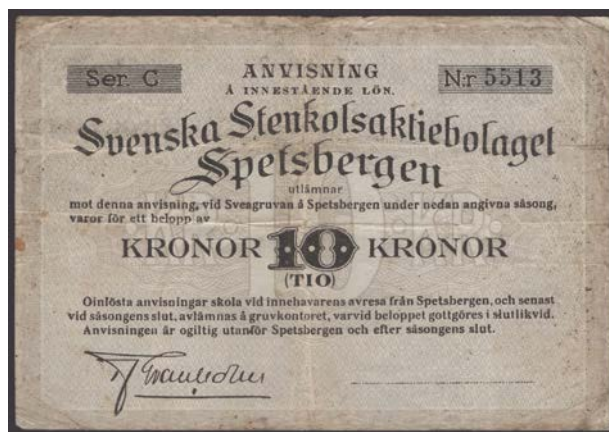 Ser. C
ANVISNING
Å INNESTÅENDE LÖN.
N:r 5513
Svenska Stenkolsaktiebolaget
Spetsbergen
utlämnar
mot denna anvisning, vid Sveagruvan å Spetsbergen under nedan angivna säsong,
varor för ett belopp av
KRONOR 10 KRONOR
(TIO)
Oinlösta anvisningar skola vid innehavarens avresa från Spetsbergen, och senast
vid säsongens slut, avlämnas å gruvkontoret, varvid beloppet gottgöres i slutlikvid.
Anvisningen är ogiltig utanför Spetsbergen och efter säsongens slut.